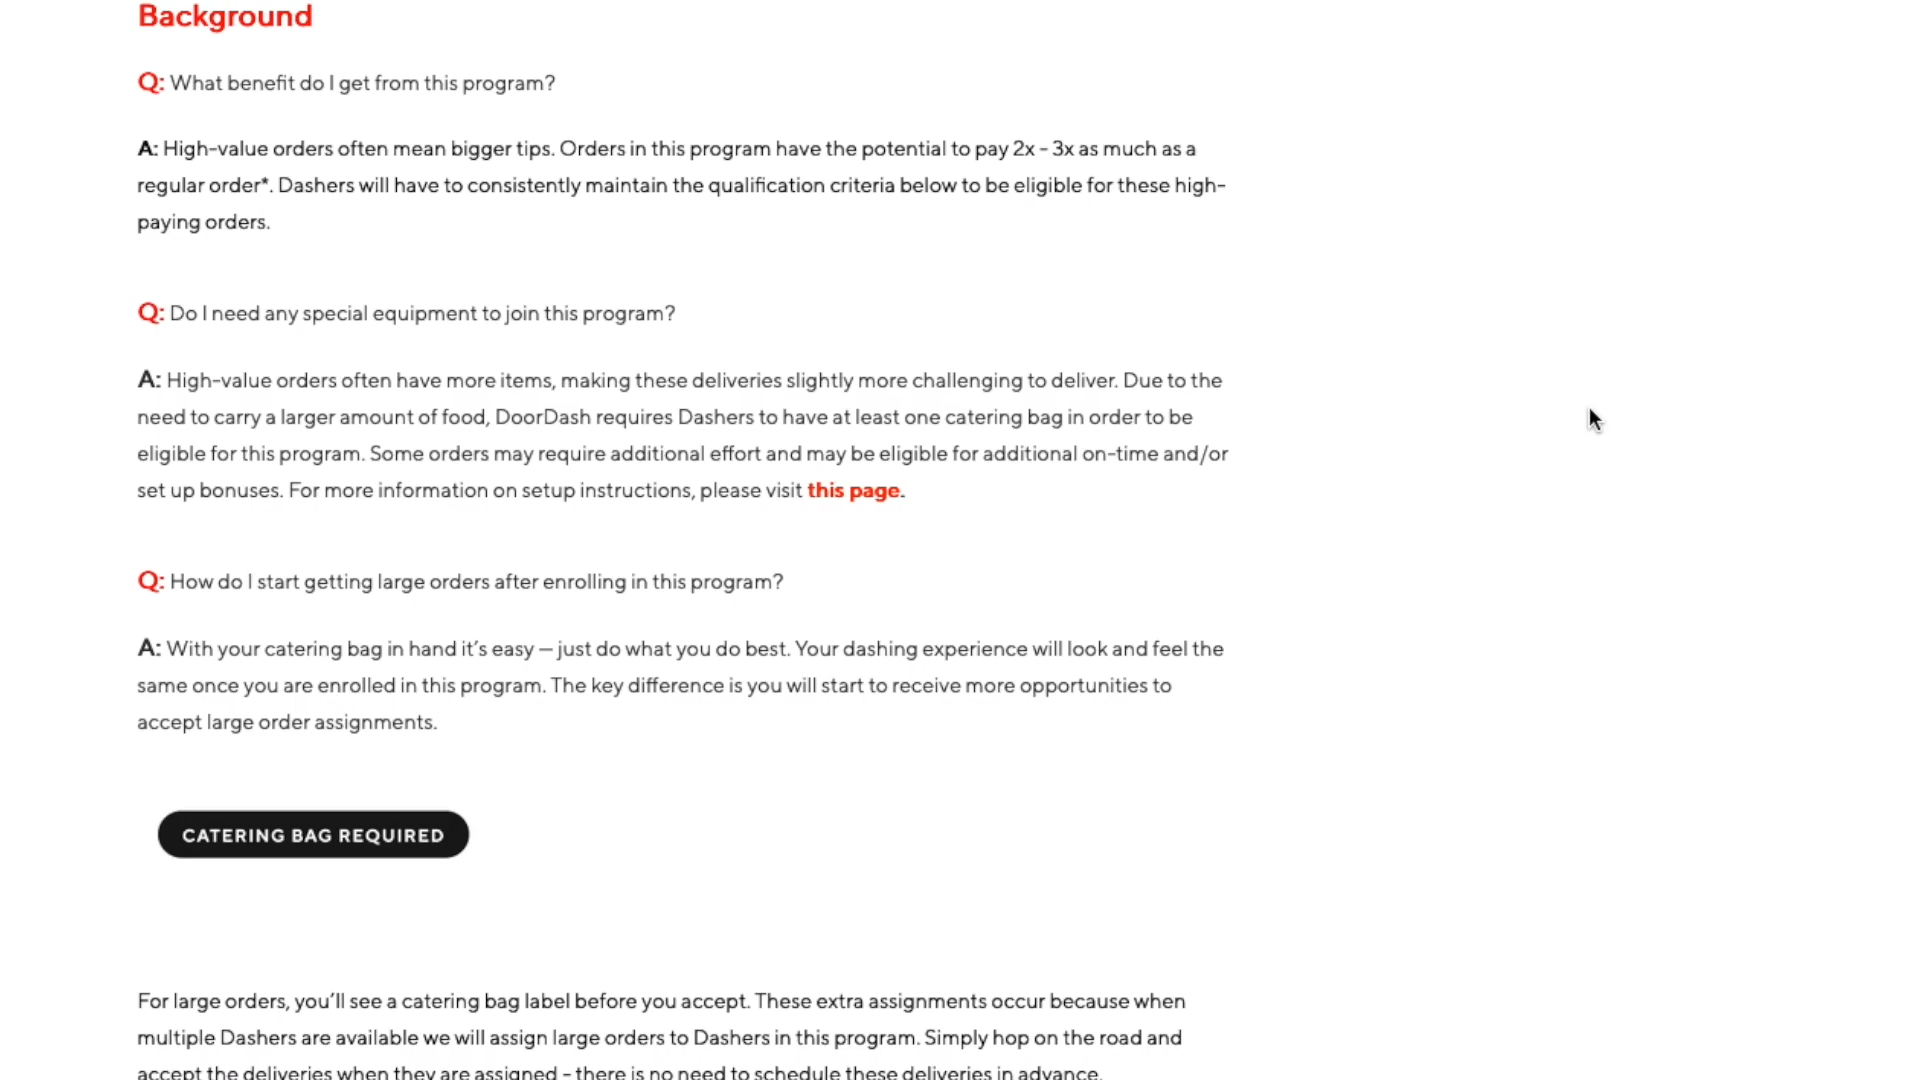 Background
Q: What benefit do I get from this program?
A: High-value orders often mean bigger tips. Orders in this program have the potential to pay 2x - 3x as much as a
regular order*. Dashers will have to consistently maintain the qualification criteria below to be eligible for these high-
paying orders.
Q: Do I need any special equipment to join this program?
A: High-value orders often have more items, making these deliveries slightly more challenging to deliver. Due to the
need to carry a larger amount of food, DoorDash requires Dashers to have at least one catering bag in order to be
eligible for this program. Some orders may require additional effort and may be eligible for additional on-time and/or
set up bonuses. For more information on setup instructions, please visit this page.
Q: How do I start getting large orders after enrolling in this program?
A: With your catering bag in hand it’s easy — just do what you do best. Your dashing experience will look and feel the
same once you are enrolled in this program. The key difference is you will start to receive more opportunities to
accept large order assignments.
CATERING BAG REQUIRED
For large orders, you’ll see a catering bag label before you accept. These extra assignments occur because when
multiple Dashers are available we will assign large orders to Dashers in this program. Simply hop on the road and
accept the deliveries when they are assigned - there is no need to schedule these deliveries in advance.